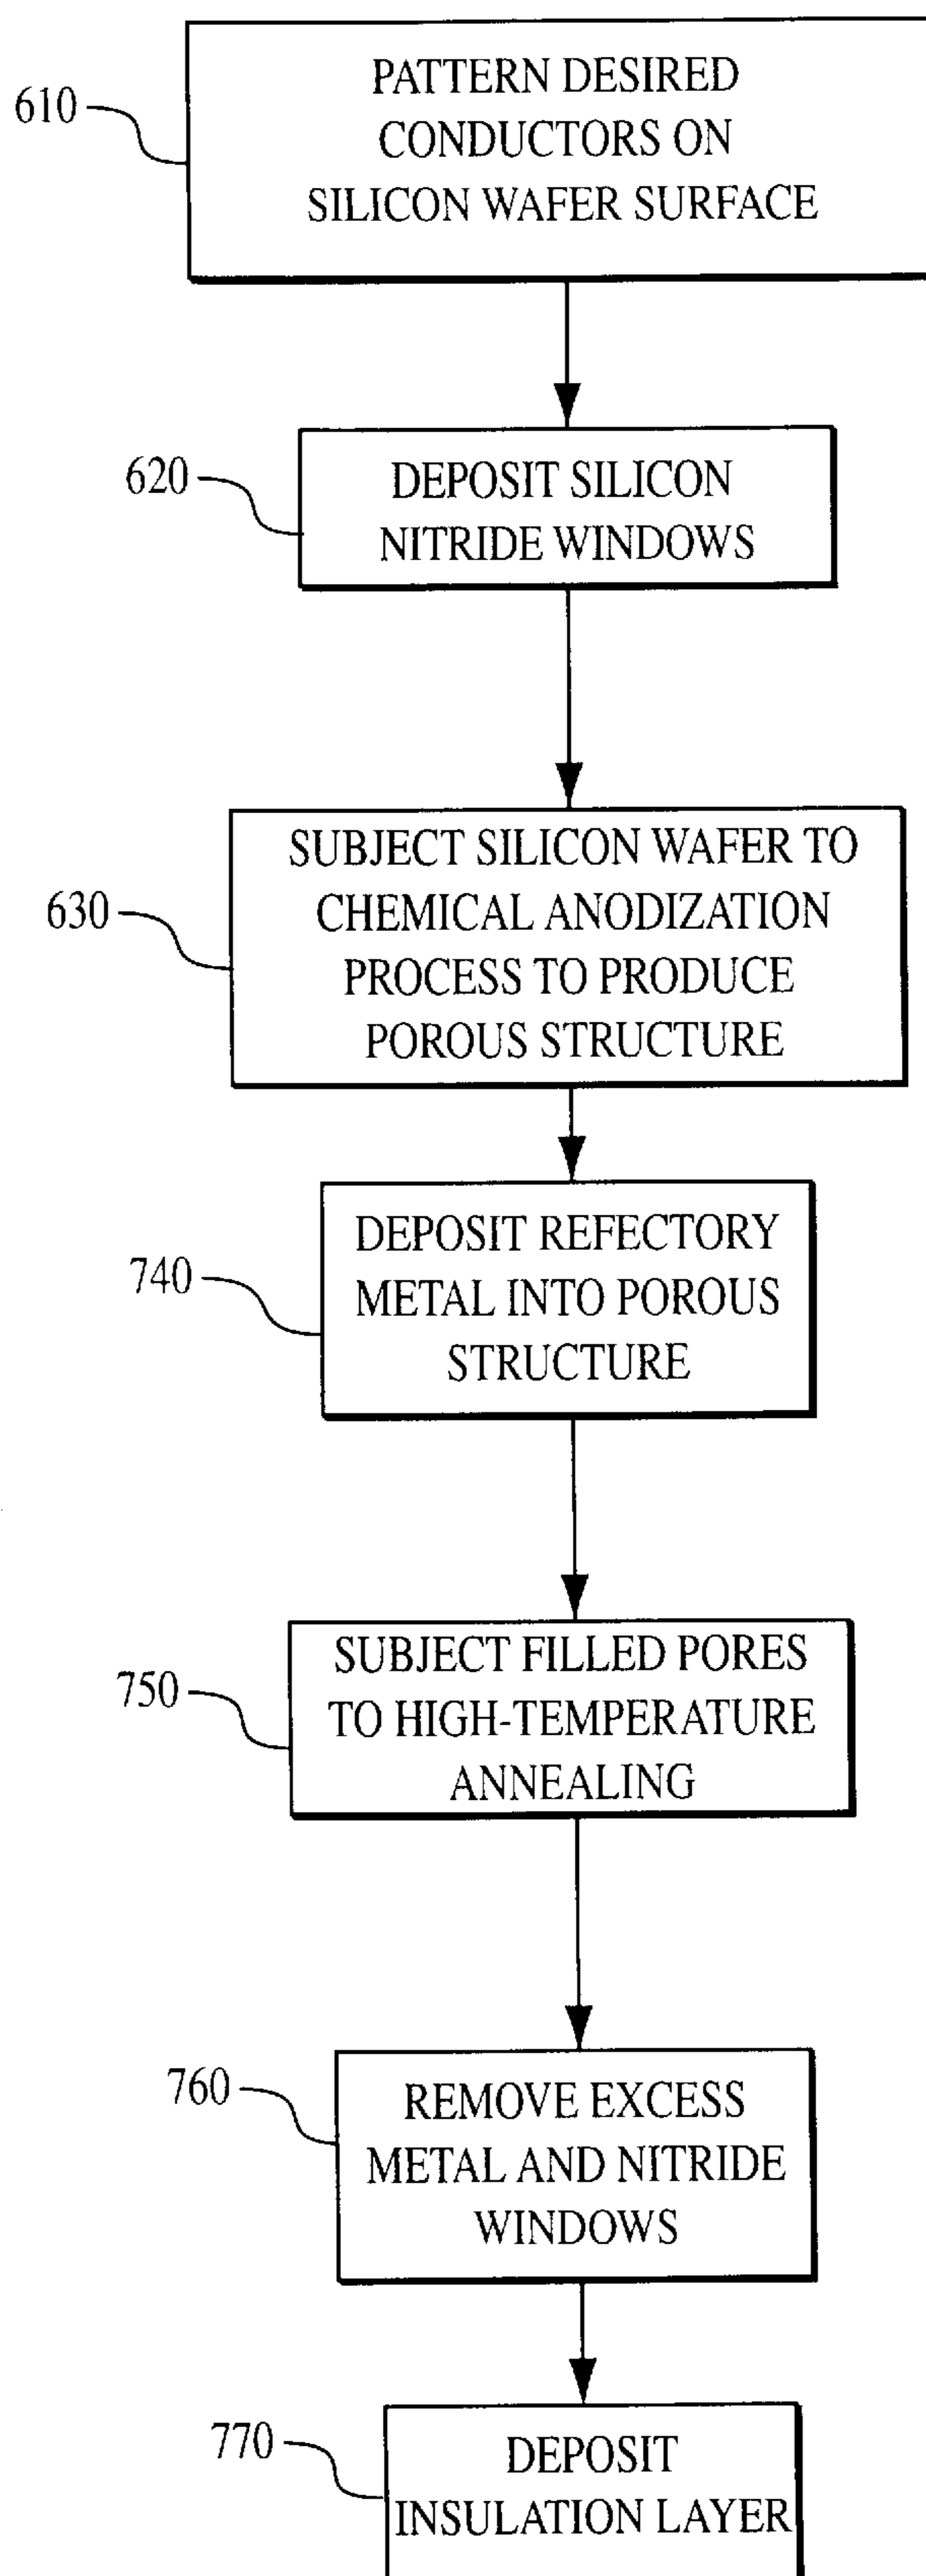 610
PATTERN DESIRED
CONDUCTORS ON
SILICON WAFER SURFACE
620
DEPOSIT SILICON
NITRIDE WINDOWS
630
SUBJECT SILICON WAFER TO
CHEMICAL ANODIZATION
PROCESS TO PRODUCE
POROUS STRUCTURE
740
DEPOSIT REFECTORY
METAL INTO POROUS
STRUCTURE
750
SUBJECT FILLED PORES
TO HIGH-TEMPERATURE
ANNEALING
760
REMOVE EXCESS
METAL AND NITRIDE
WINDOWS
770
DEPOSIT
INSULATION LAYER